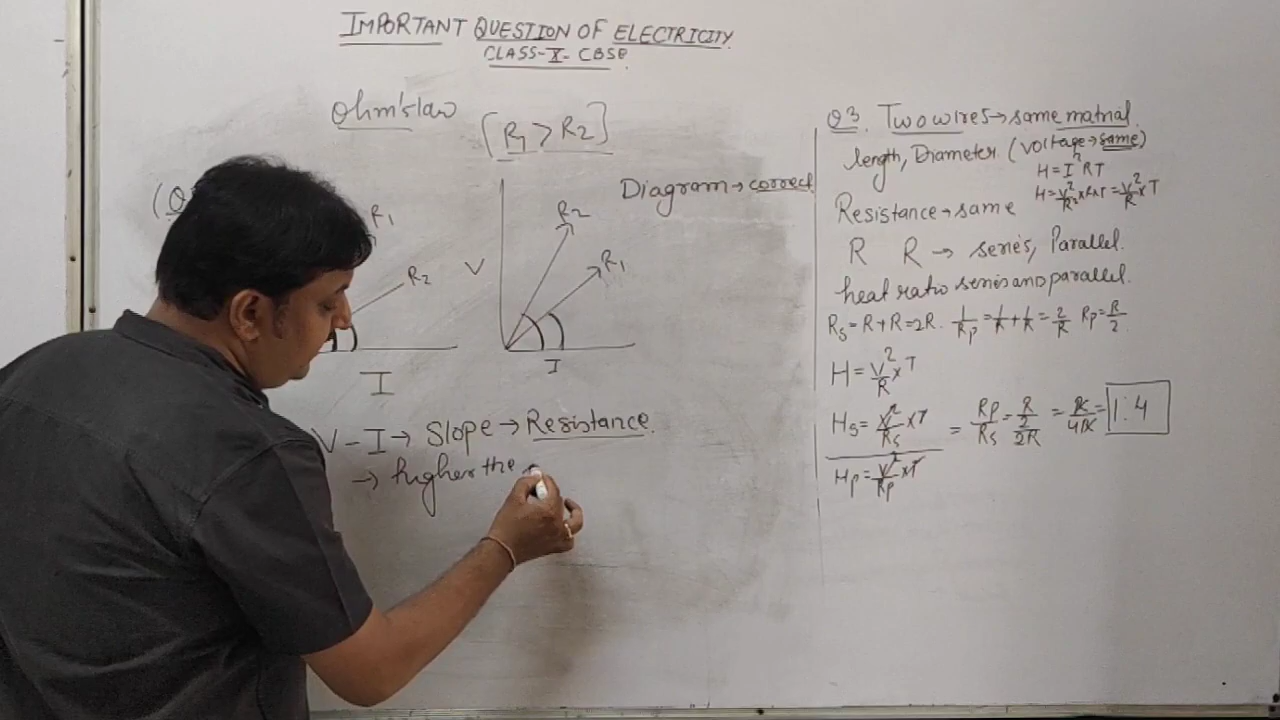 IMPORTANT QUESTION OF ELECTRICITY
CLASS-X-CBSE
Ohm's law
[R1 > R2]
(Q
R1
R2
I
V
R2
R1
I
Diagram → correct
V-I → Slope → Resistance.
→ higher the
Q3. Two wires → same matrial.
length, Diameter. (voltage → same)
H = I²RT
H = V²/R² x R x T = V²/R x T
Resistance → same
R R → series, Parallel.
heat ratio series and parallel.
Rs = R + R = 2R. 1/Rp = 1/R + 1/R = 2/R Rp = R/2
H = V²/R x T
Hs = V²/Rs x T = Rp/Rs = R/2/2R = R/4R = 1:4
Hp = V²/Rp x T